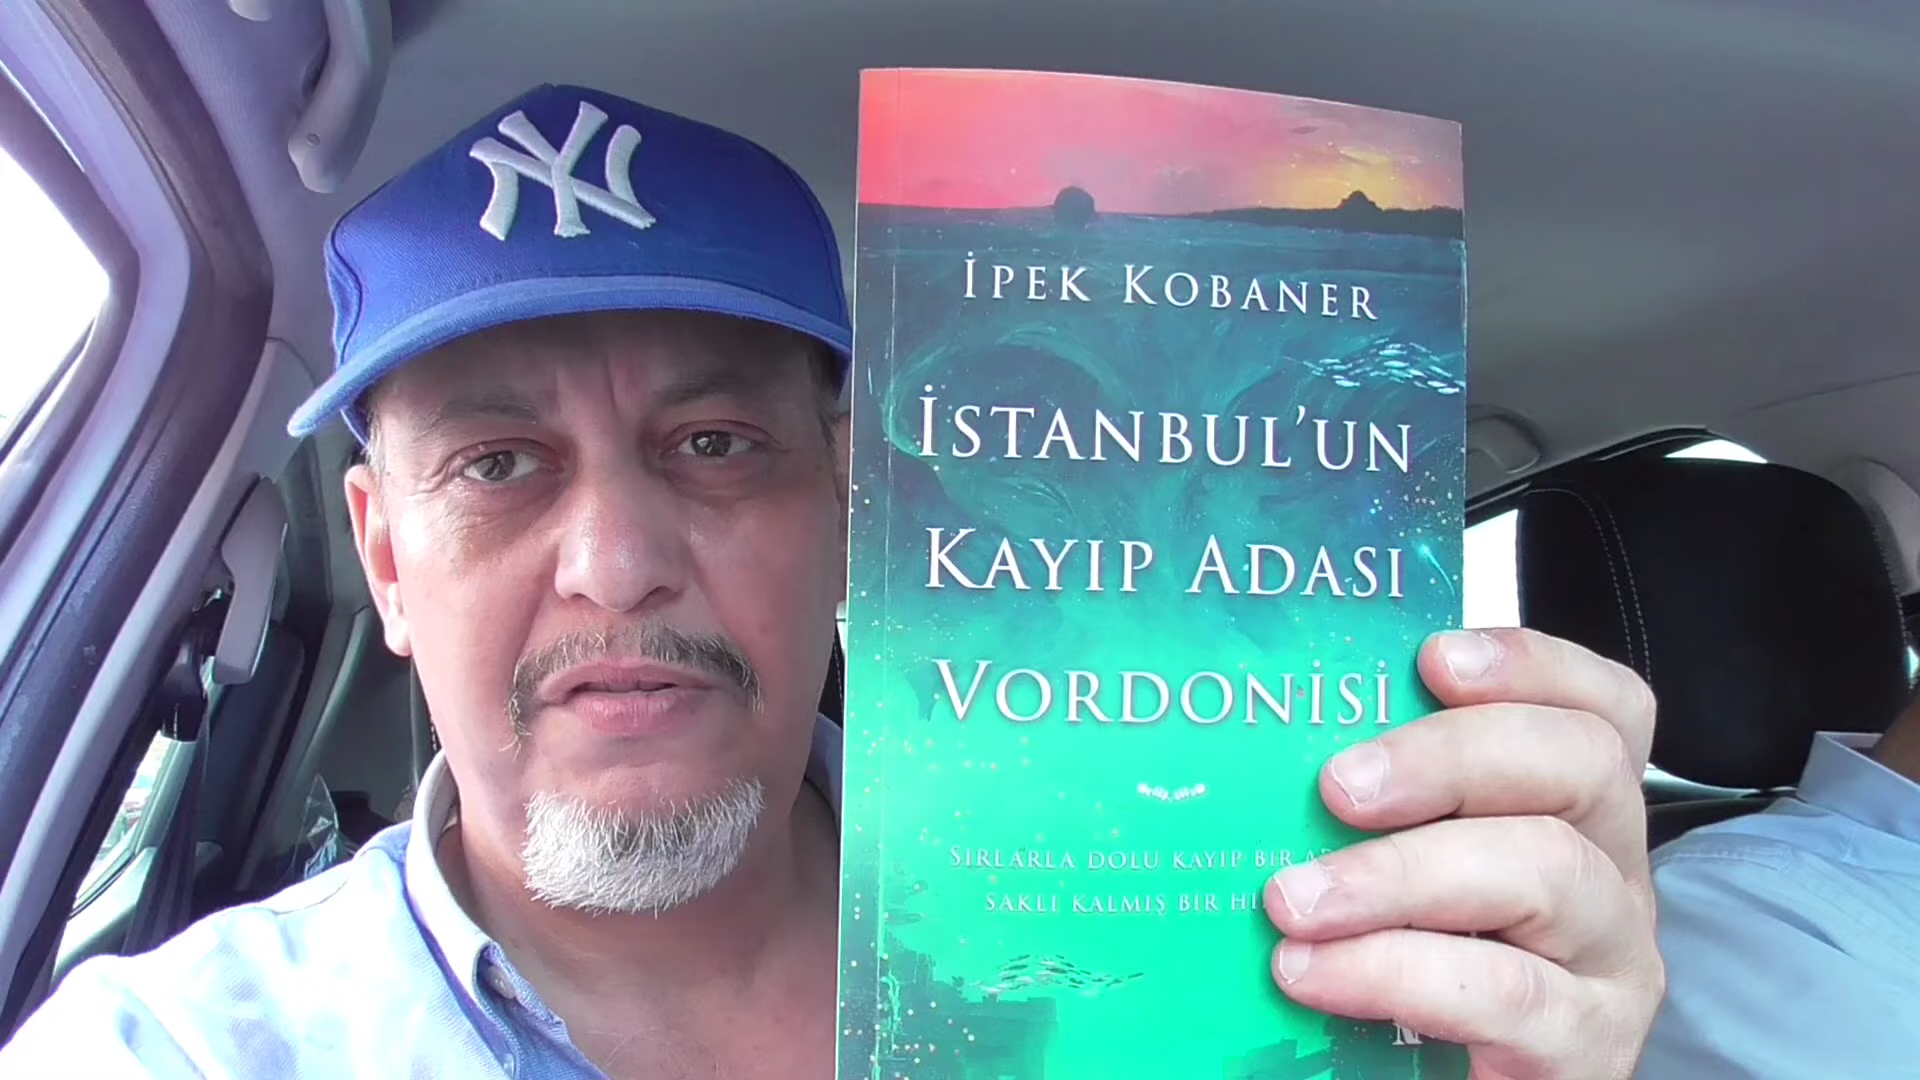 NY
İPEK KOBANER
İSTANBUL'UN
KAYIP ADASI
VORDONİSİ
SIRLARLA DOLU KAYIP BİR
SAKLI KALMIŞ BİR